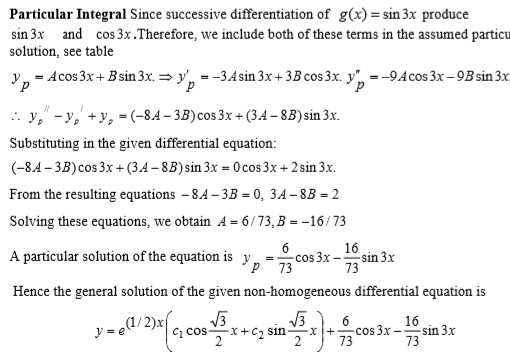 Particular Integral Since successive differentiation of g(x) = sin 3x produce
sin 3x and cos 3x .Therefore, we include both of these terms in the assumed particu
solution, see table
y_p = A cos 3x + B sin 3x. ⇒ y′_p = −3A sin 3x + 3B cos 3x. y″_p = −9A cos 3x − 9B sin 3x
∴ y_p″ − y_p′ + y_p = (−8A − 3B) cos 3x + (3A − 8B) sin 3x.
Substituting in the given differential equation:
(−8A − 3B) cos 3x + (3A − 8B) sin 3x = 0 cos 3x + 2 sin 3x.
From the resulting equations −8A − 3B = 0, 3A − 8B = 2
Solving these equations, we obtain A = 6/73, B = −16/73
A particular solution of the equation is y_p = 6/73 cos 3x − 16/73 sin 3x
Hence the general solution of the given non-homogeneous differential equation is
y = e^(1/2)x (c₁ cos √3/2 x + c₂ sin √3/2 x) + 6/73 cos 3x − 16/73 sin 3x